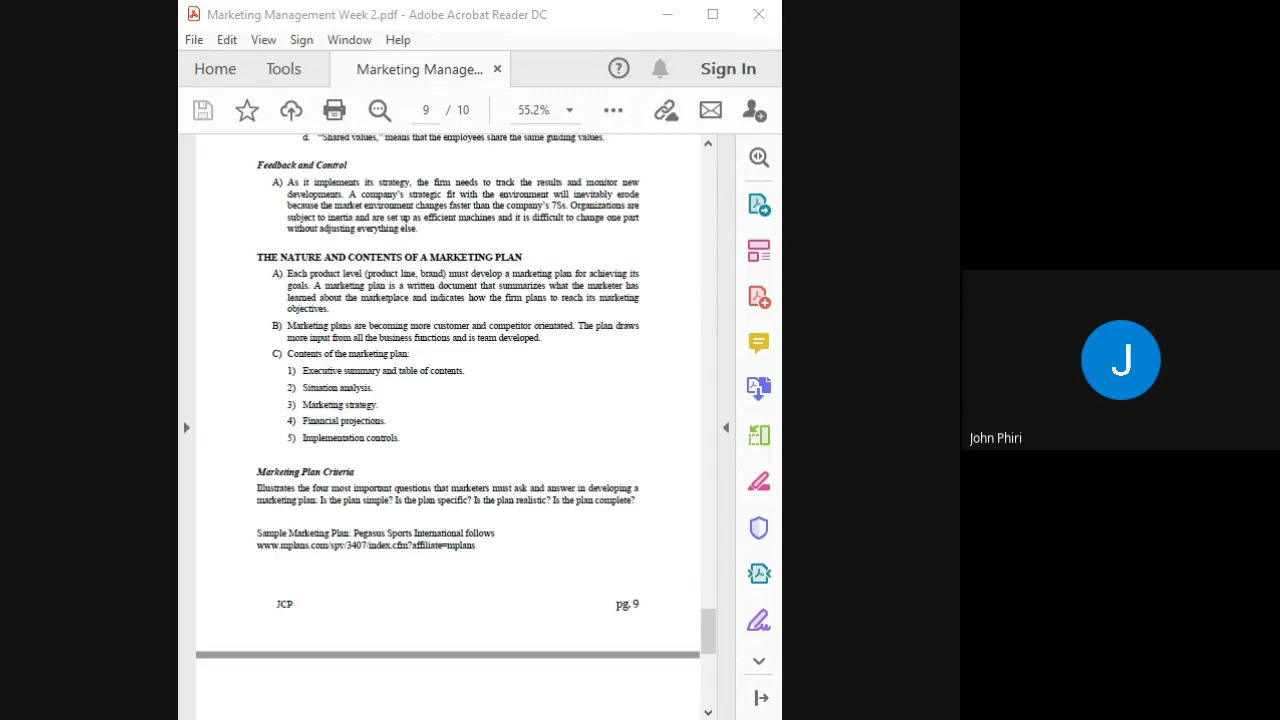 Marketing Management Week 2.pdf - Adobe Acrobat Reader DC
File Edit View Sign Window Help
Home Tools Marketing Manage... × Sign In
9 / 10 55.2%
d. "Shared values," means that the employees share the same guiding values.
Feedback and Control
A) As it implements its strategy, the firm needs to track the results and monitor new
developments. A company's strategic fit with the environment will inevitably erode
because the market environment changes faster than the company's 7Ss. Organizations are
subject to inertia and are set up as efficient machines and it is difficult to change one part
without adjusting everything else.
THE NATURE AND CONTENTS OF A MARKETING PLAN
A) Each product level (product line, brand) must develop a marketing plan for achieving its
goals. A marketing plan is a written document that summarizes what the marketer has
learned about the marketplace and indicates how the firm plans to reach its marketing
objectives.
B) Marketing plans are becoming more customer and competitor orientated. The plan draws
more input from all the business functions and is team developed.
C) Contents of the marketing plan:
1) Executive summary and table of contents.
2) Situation analysis.
3) Marketing strategy.
4) Financial projections.
5) Implementation controls.
Marketing Plan Criteria
Illustrates the four most important questions that marketers must ask and answer in developing a
marketing plan: Is the plan simple? Is the plan specific? Is the plan realistic? Is the plan complete?
Sample Marketing Plan: Pegasus Sports International follows
www.mplans.com/spv/3407/index.cfm?affiliate=mplans
JCP pg. 9
J
John Phiri